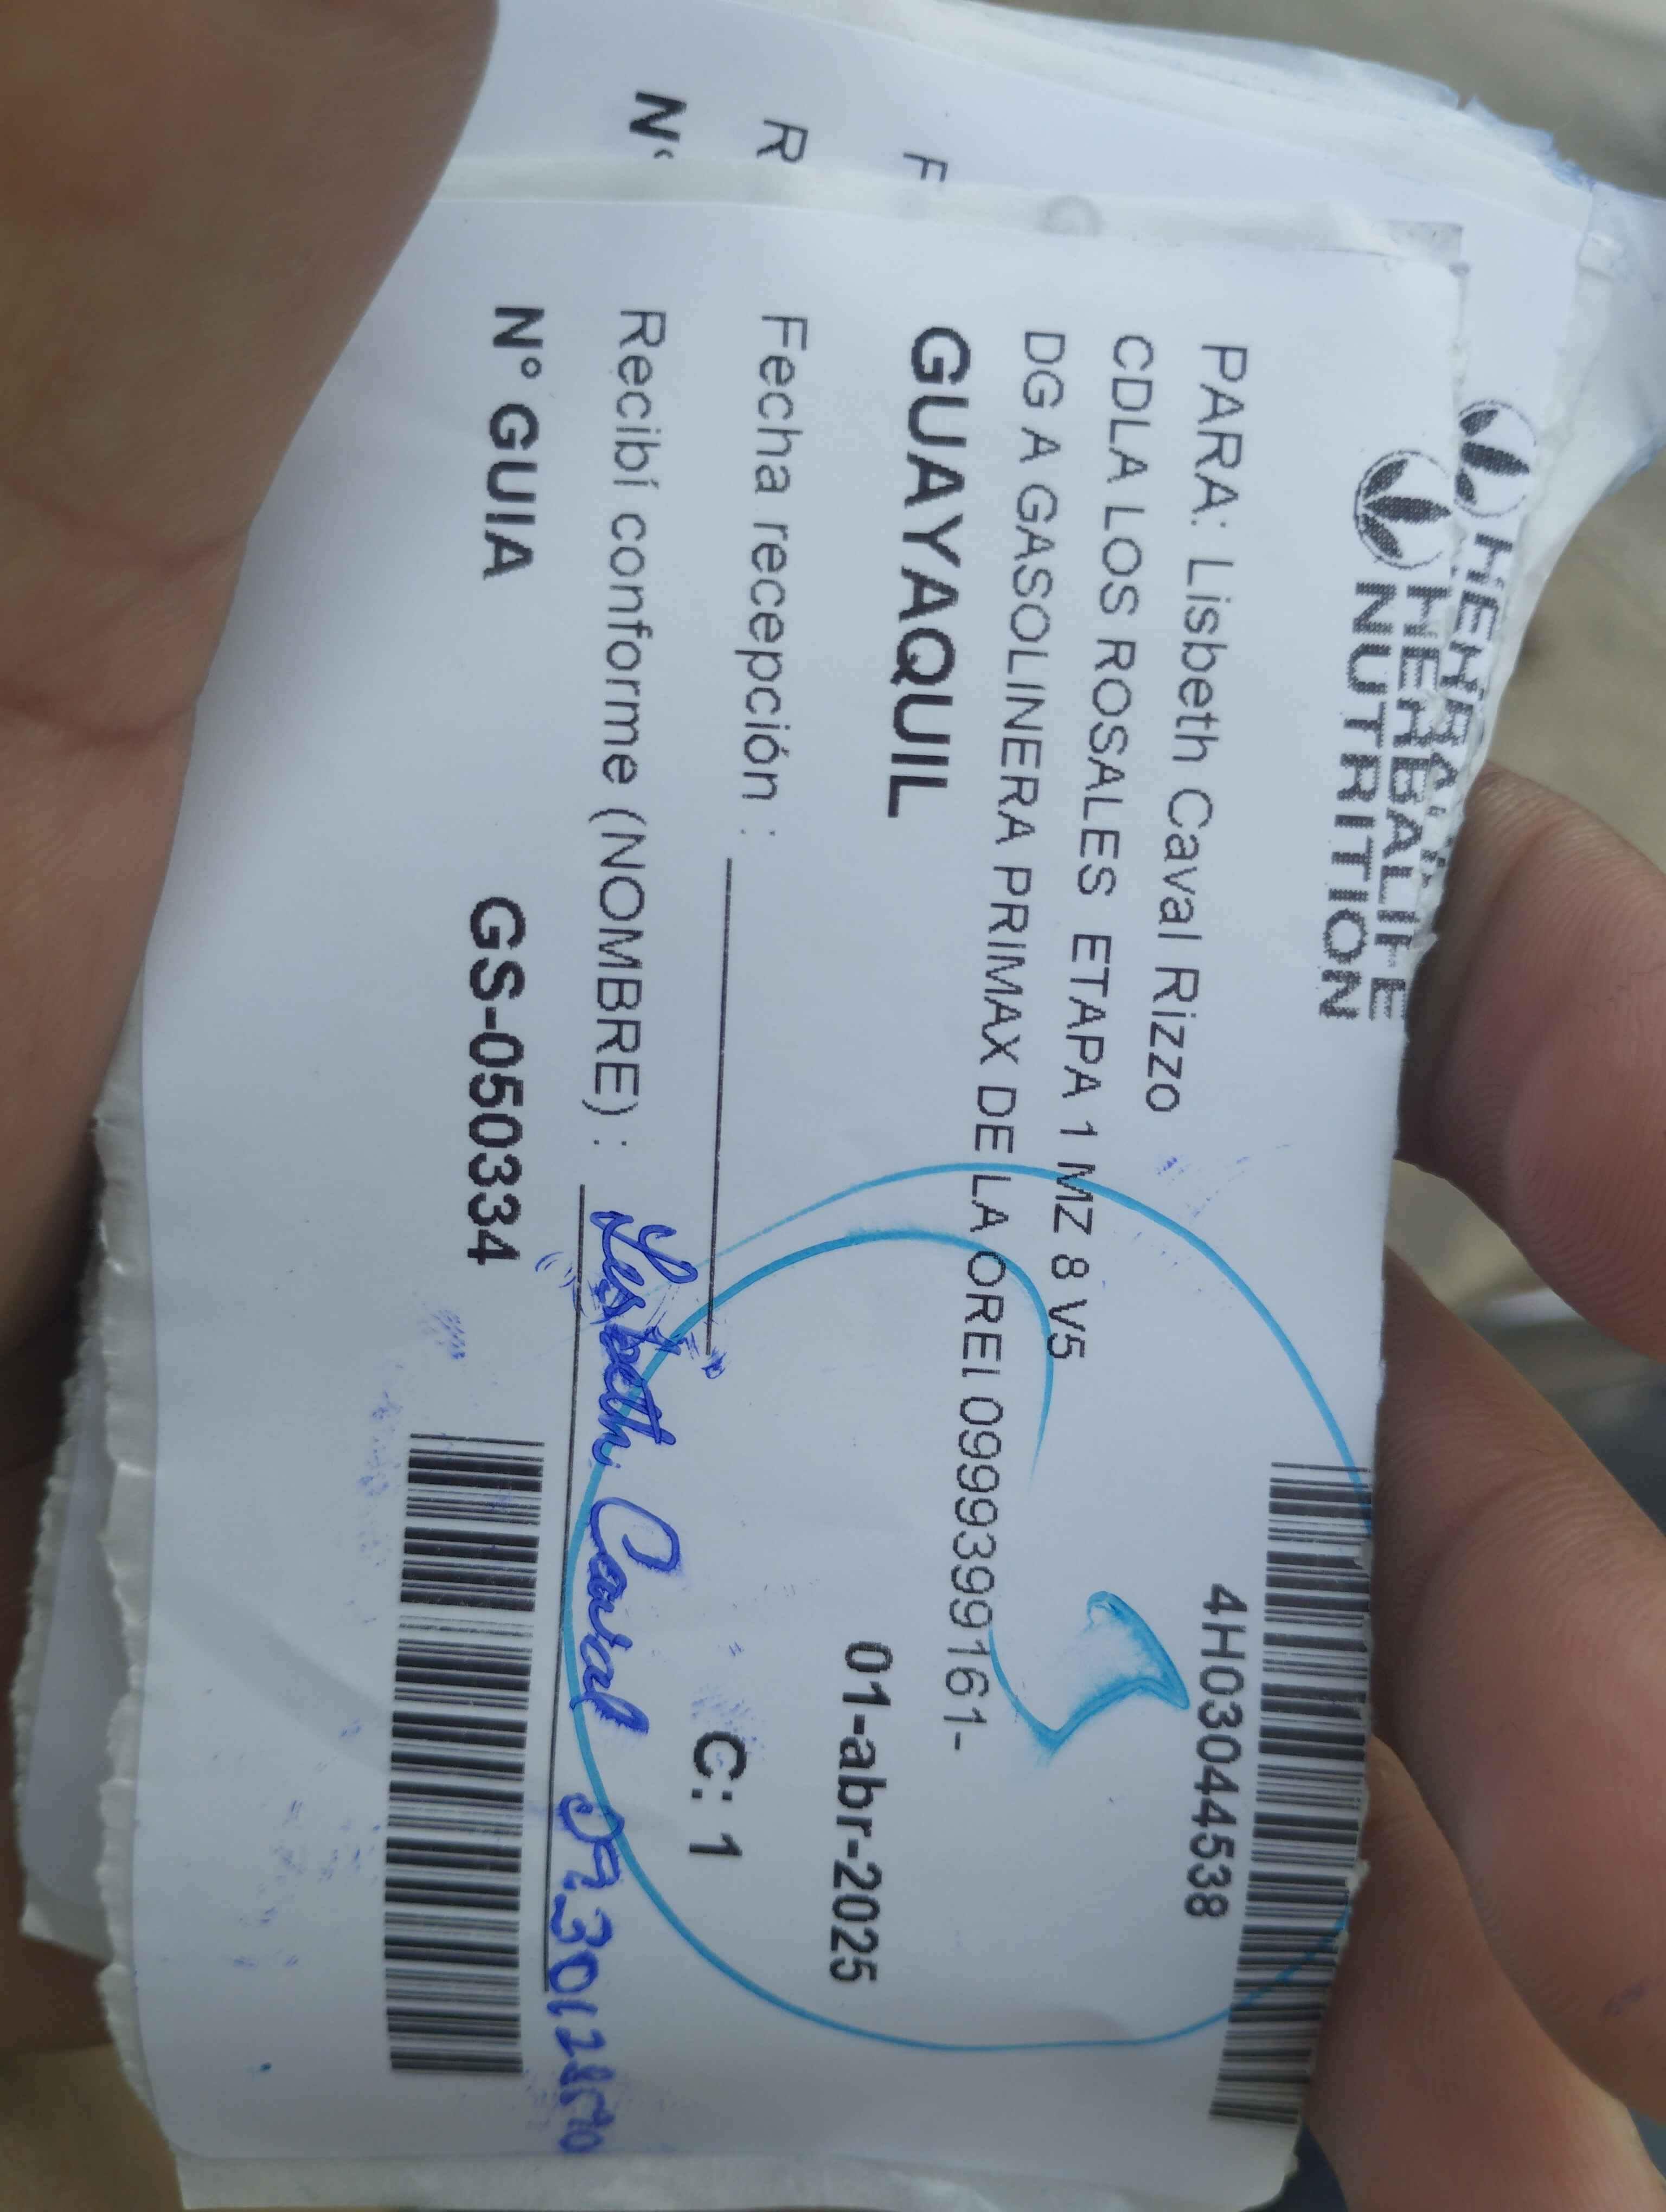 HERBALIFE
NUTRITION
4H03044538
PARA: Lisbeth Caval Rizzo
CDLA LOS ROSALES ETAPA 1 MZ 8 V5
DG A GASOLINERA PRIMAX DE LA OREI 0999399161-
GUAYAQUIL
01-abr-2025
Fecha recepción :
C: 1
Recibí conforme (NOMBRE) : Lisbeth Caval
N° GUIA GS-050334
F
R